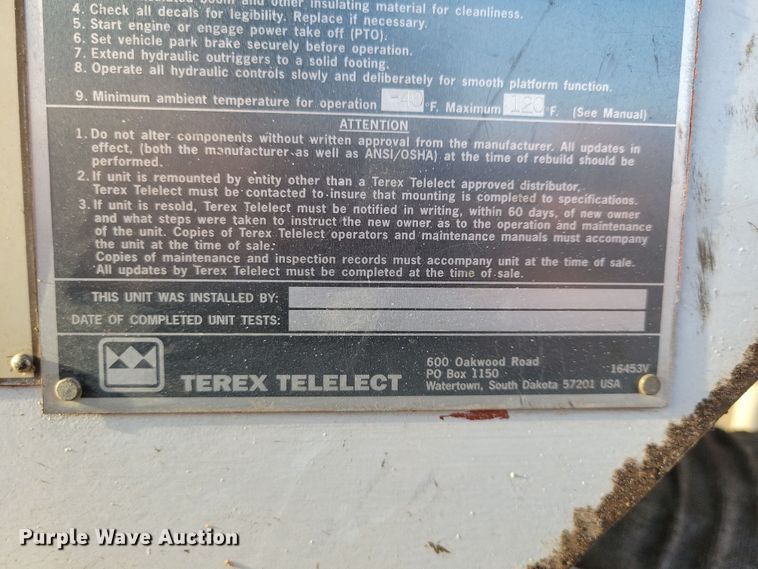 insulated boom and other insulating material for cleanliness.
4. Check all decals for legibility. Replace if necessary.
5. Start engine or engage power take off (PTO).
6. Set vehicle park brake securely before operation.
7. Extend hydraulic outriggers to a solid footing.
8. Operate all hydraulic controls slowly and deliberately for smooth platform function.
9. Minimum ambient temperature for operation -40 °F. Maximum 120 °F. (See Manual)
ATTENTION
1. Do not alter components without written approval from the manufacturer. All updates in
effect, (both the manufacturer as well as ANSI/OSHA) at the time of rebuild should be
performed.
2. If unit is remounted by entity other than a Terex Telelect approved distributor,
Terex Telelect must be contacted to insure that mounting is completed to specifications.
3. If unit is resold, Terex Telelect must be notified in writing, within 60 days, of new owner
and what steps were taken to instruct the new owner as to the operation and maintenance
of the unit. Copies of Terex Telelect operators and maintenance manuals must accompany
the unit at the time of sale.
Copies of maintenance and inspection records must accompany unit at the time of sale.
All updates by Terex Telelect must be completed at the time of sale.
THIS UNIT WAS INSTALLED BY:
DATE OF COMPLETED UNIT TESTS:
TEREX TELELECT
600 Oakwood Road
PO Box 1150
Watertown, South Dakota 57201 USA
16453V
Purple Wave Auction